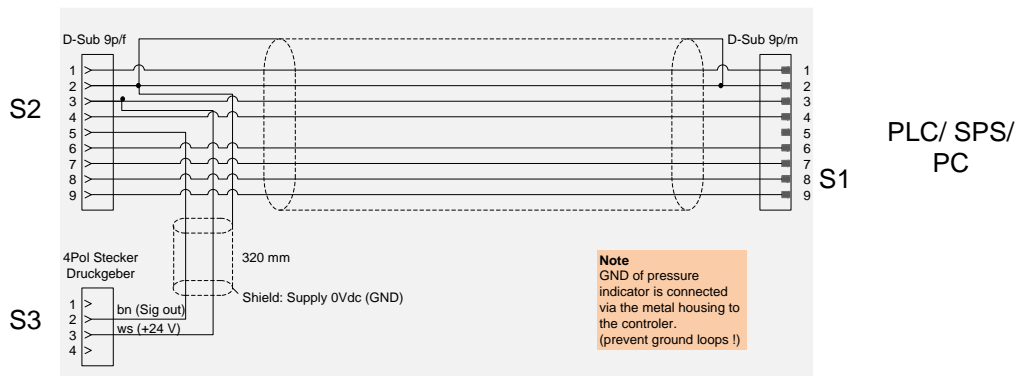 D-Sub 9p/f
D-Sub 9p/m
1
2
3
4
5
6
7
8
9
S2
1
2
3
4
5
6
7
8
9
S1
PLC/ SPS/
PC
4Pol Stecker
Druckgeber
320 mm
Shield: Supply 0Vdc (GND)
S3
1
2
3
4
bn (Sig out)
ws (+24 V)
Note
GND of pressure
indicator is connected
via the metal housing to
the controler.
(prevent ground loops !)